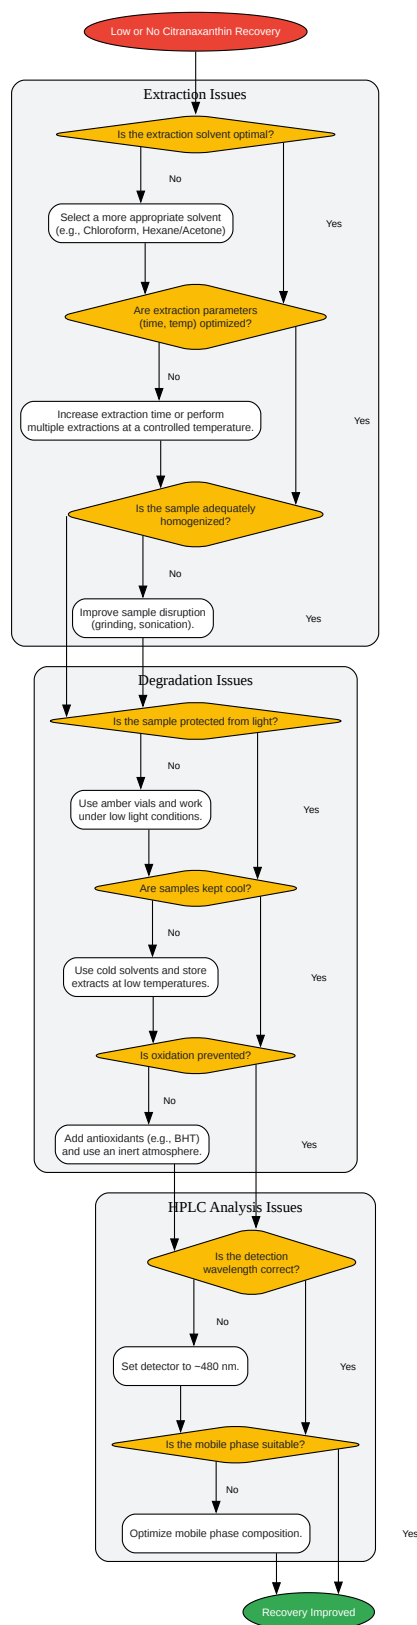 Low or No Citranaxanthin Recovery
Extraction Issues
Is the extraction solvent optimal?
No
Select a more appropriate solvent
(e.g., Chloroform, Hexane/Acetone)
Yes
Are extraction parameters
(time, temp) optimized?
No
Increase extraction time or perform
multiple extractions at a controlled temperature.
Yes
Is the sample adequately
homogenized?
No
Improve sample disruption
(grinding, sonication).
Yes
Degradation Issues
Is the sample protected from light?
No
Use amber vials and work
under low light conditions.
Yes
Are samples kept cool?
No
Use cold solvents and store
extracts at low temperatures.
Yes
Is oxidation prevented?
No
Add antioxidants (e.g., BHT)
and use an inert atmosphere.
Yes
HPLC Analysis Issues
Is the detection
wavelength correct?
No
Set detector to ~480 nm.
Yes
Is the mobile phase suitable?
No
Optimize mobile phase composition.
Yes
Recovery Improved